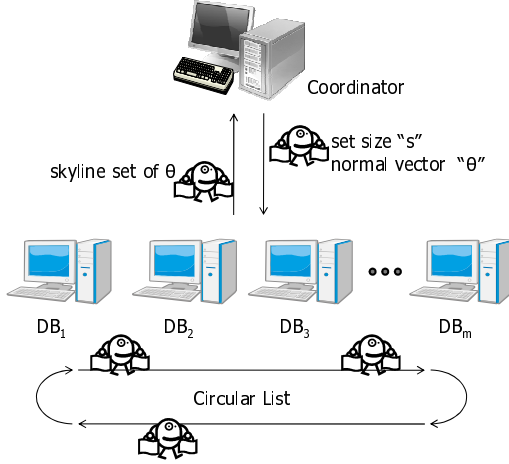 Coordinator
set size “s”
normal vector “θ”
skyline set of θ
DB₁
DB₂
DB₃
DBₘ
Circular List